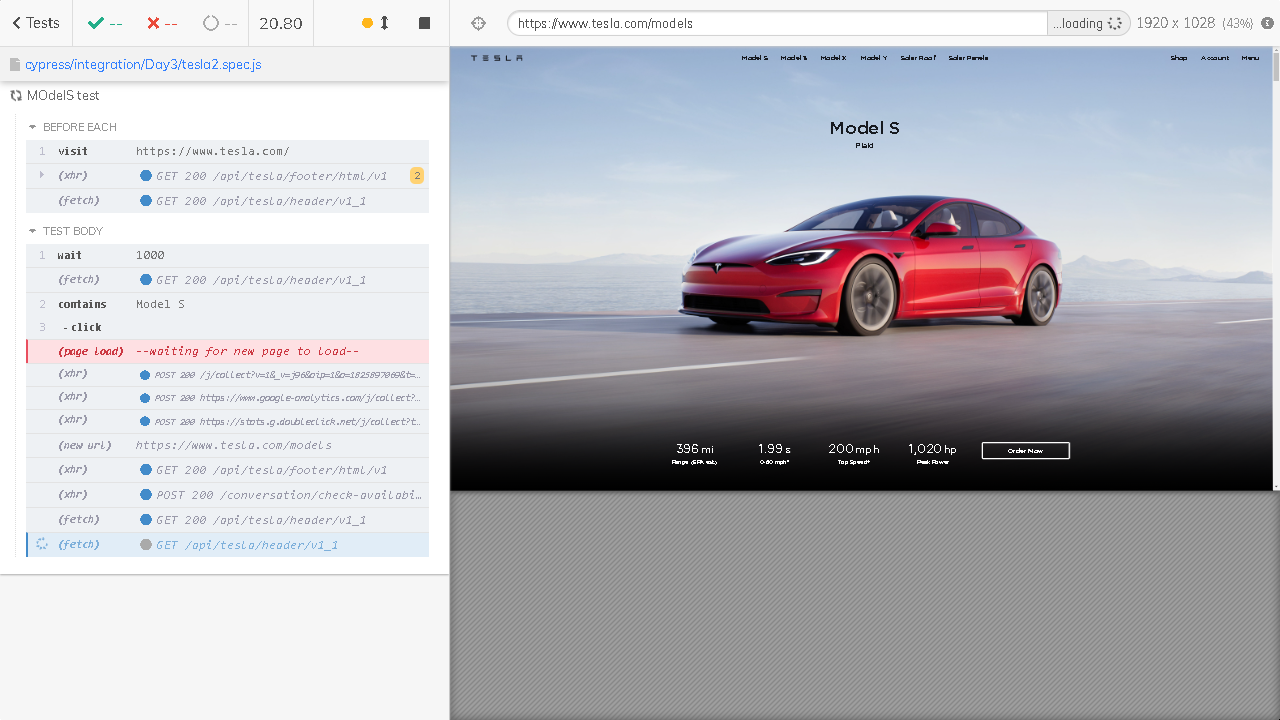 Tests
--
--
--
20.80
https://www.tesla.com/models
...loading
1920 x 1028 (43%)
cypress/integration/Day3/tesla2.spec.js
MOdelS test
BEFORE EACH
1 visit https://www.tesla.com/
(xhr) GET 200 /api/tesla/footer/html/v1 2
(fetch) GET 200 /api/tesla/header/v1_1
TEST BODY
1 wait 1000
(fetch) GET 200 /api/tesla/header/v1_1
2 contains Model S
3 -click
(page load) --waiting for new page to load--
(xhr) POST 200 /j/collect?v=1&_v=j96&aip=1&a=1825897069&t=...
(xhr) POST 200 https://www.google-analytics.com/j/collect?...
(xhr) POST 200 https://stats.g.doubleclick.net/j/collect?t...
(new url) https://www.tesla.com/models
(xhr) GET 200 /api/tesla/footer/html/v1
(xhr) POST 200 /conversation/check-availabi...
(fetch) GET 200 /api/tesla/header/v1_1
(fetch) GET /api/tesla/header/v1_1
TESLA
Model S Model 3 Model X Model Y Solar Roof Solar Panels
Shop Account Menu
Model S
Plaid
396 mi
Range (EPA est.)
1.99 s
0-60 mph*
200 mph
Top Speed†
1,020 hp
Peak Power
Order Now